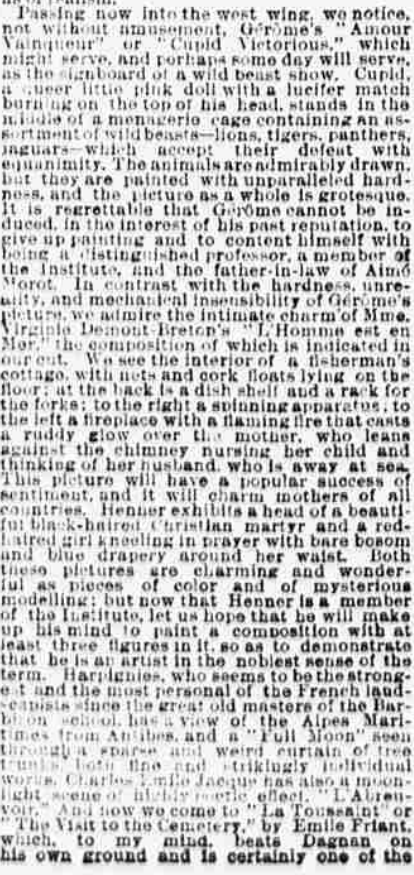 Passing now into the west wing, we notice,
not without amusement, Gérôme's "Amour
Vainqueur" or "Cupid Victorious," which
might serve, and perhaps some day will serve,
as the signboard of a wild beast show. Cupid,
a queer little pink doll with a lucifer match
burning on the top of his head, stands in the
middle of a menagerie cage containing an as-
sortment of wild beasts—lions, tigers, panthers,
jaguars—which accept their defeat with
equanimity. The animals are admirably drawn,
but they are painted with unparalleled hard-
ness, and the picture as a whole is grotesque.
It is regrettable that Gérôme cannot be in-
duced, in the interest of his past reputation, to
give up painting and to content himself with
being a distinguished professor, a member of
the Institute, and the father-in-law of Aimé
Morot. In contrast with the hardness, unre-
ality, and mechanical insensibility of Gérôme's
picture, we admire the intimate charm of Mme.
Virginie Demont-Breton's "L'Homme est en
Mer," the composition of which is indicated in
our cut. We see the interior of a fisherman's
cottage, with nets and cork floats lying on the
floor; at the back is a dish shelf and a rack for
the forks; to the right a spinning apparatus; to
the left a fireplace with a flaming fire that casts
a ruddy glow over the mother, who leans
against the chimney nursing her child and
thinking of her husband, who is away at sea.
This picture will have a popular success of
sentiment, and it will charm mothers of all
countries. Henner exhibits a head of a beauti-
ful black-haired Christian martyr and a red-
haired girl kneeling in prayer with bare bosom
and blue drapery around her waist. Both
these pictures are charming and wonder-
ful as pieces of color and of mysterious
modelling; but now that Henner is a member
of the Institute, let us hope that he will make
up his mind to paint a composition with at
least three figures in it, so as to demonstrate
that he is an artist in the noblest sense of the
term. Harpignies, who seems to be the strong-
est and the most personal of the French land-
scapists since the great old masters of the Bar-
bizon school, has a view of the Alpes Mari-
times from Antibes, and a "Full Moon" seen
through a sparse and weird curtain of tree
trunks, both fine and strikingly individual
works. Charles Emile Jacque has also a moon-
light scene of highly poetic effect, "L'Abreu-
voir." And now we come to "La Toussaint" or
"The Visit to the Cemetery," by Emile Friant,
which, to my mind, beats Dagnan on
his own ground and is certainly one of the